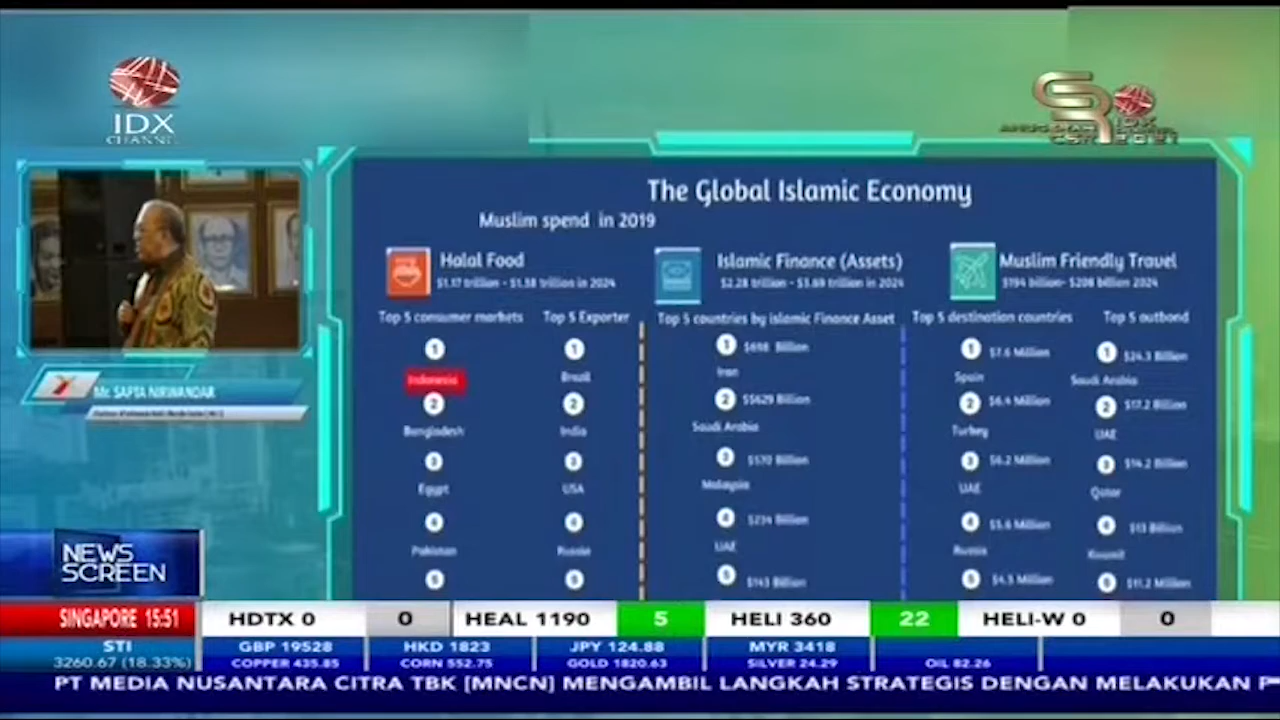 IDX
CHANNEL
IDX
2021
The Global Islamic Economy
Muslim spend in 2019
Halal Food
$1.17 trillion - $1.38 trillion in 2024
Top 5 consumer markets
Top 5 Exporter
1
1
Indonesia
Brazil
2
2
Bangladesh
India
3
3
Egypt
USA
4
4
Pakistan
Russia
5
5
Islamic Finance (Assets)
$2.28 trillion - $3.69 trillion in 2024
Top 5 countries by islamic Finance Asset
1 $698 Billion
Iran
2 $$629 Billion
Saudi Arabia
3 $570 Billion
Malaysia
4 $234 Billion
UAE
5 $143 Billion
Muslim Friendly Travel
$194 billion- $208 billion 2024
Top 5 destination countries
Top 5 outbond
1 $7.6 Million
1 $24.3 Billion
Spain
Saudi Arabia
2 $6.4 Million
2 $17.2 Billion
Turkey
UAE
3 $6.2 Million
3 $14.2 Billion
UAE
Qatar
4 $5.6 Million
4 $13 Billion
Russia
Kuwait
5 $4.5 Million
5 $11.2 Million
Mr. SAPTA NIRWANDAR
NEWS
SCREEN
SINGAPORE 15:51
HDTX 0 0 HEAL 1190 5 HELI 360 22 HELI-W 0 0
STI
3260.67 (18.33%)
GBP 19528 HKD 1823 JPY 124.88 MYR 3418
COPPER 435.85 CORN 552.75 GOLD 1820.63 SILVER 24.29 OIL 82.26
PT MEDIA NUSANTARA CITRA TBK [MNCN] MENGAMBIL LANGKAH STRATEGIS DENGAN MELAKUKAN